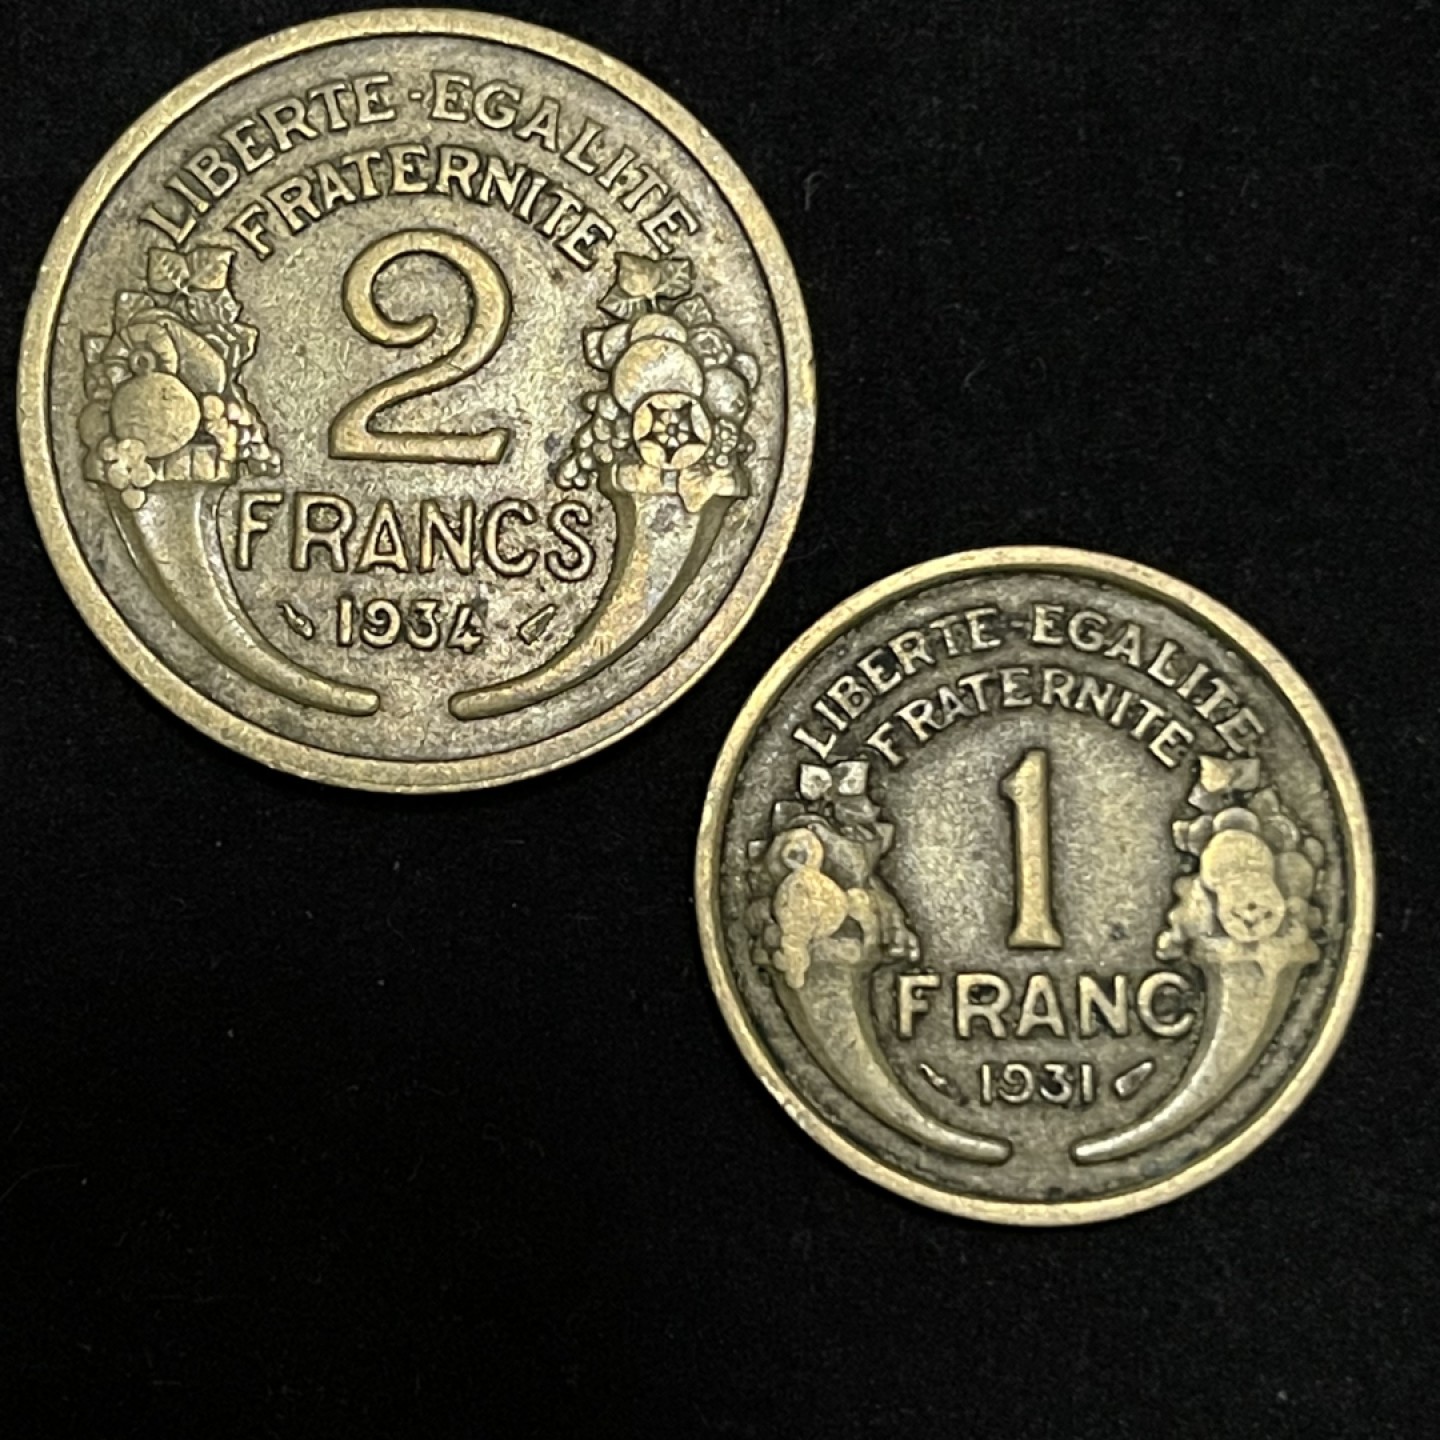 LIBERTE·EGALITE
FRATERNITE
2
FRANCS
1934
LIBERTE·EGALITE
FRATERNITE
1
FRANC
1931